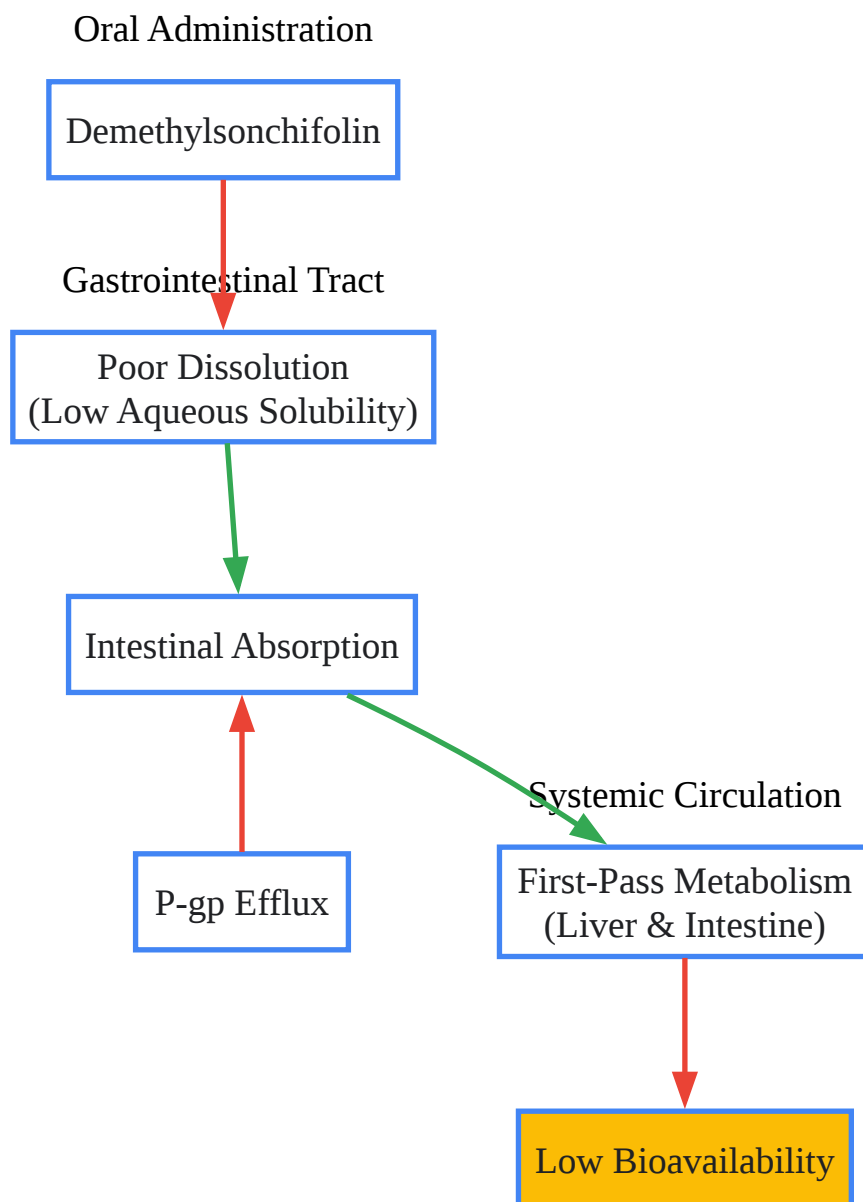 Oral Administration
Demethylsonchifolin
Gastrointestinal Tract
Poor Dissolution
(Low Aqueous Solubility)
Intestinal Absorption
Systemic Circulation
First-Pass Metabolism
(Liver & Intestine)
P-gp Efflux
Low Bioavailability